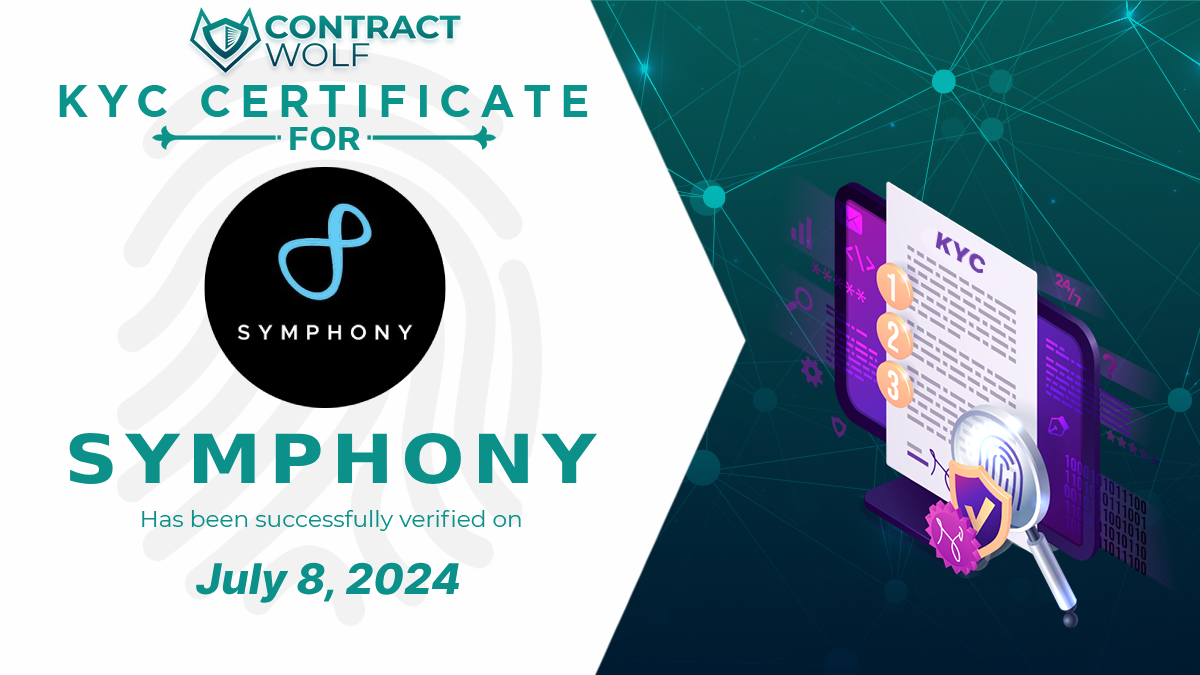 CONTRACT
WOLF
KYC CERTIFICATE
FOR
SYMPHONY
SYMPHONY
Has been successfully verified on
July 8, 2024
KYC
1
2
3
24/7